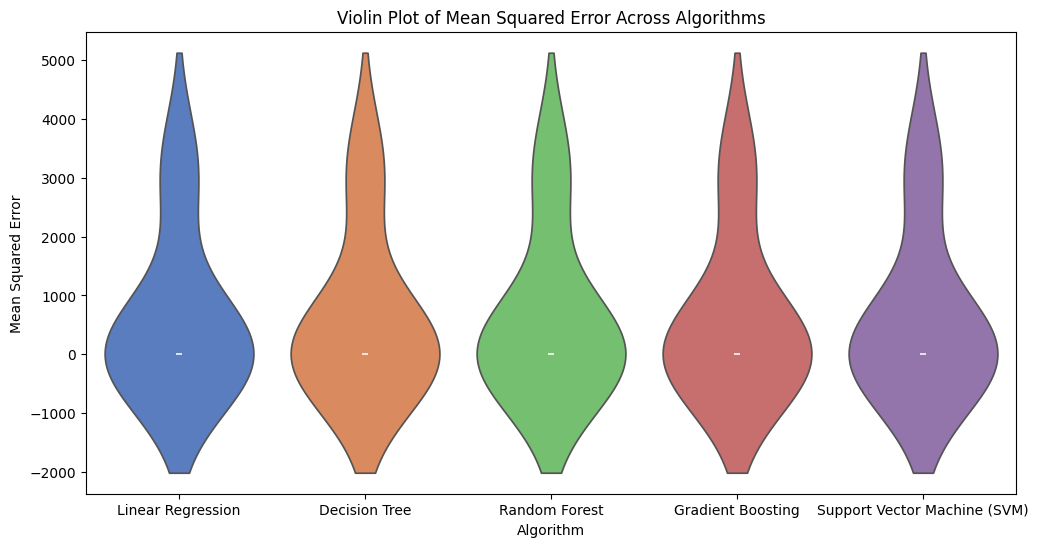 Violin Plot of Mean Squared Error Across Algorithms
Mean Squared Error
5000
4000
3000
2000
1000
0
−1000
−2000
Linear Regression
Decision Tree
Random Forest
Gradient Boosting
Support Vector Machine (SVM)
Algorithm